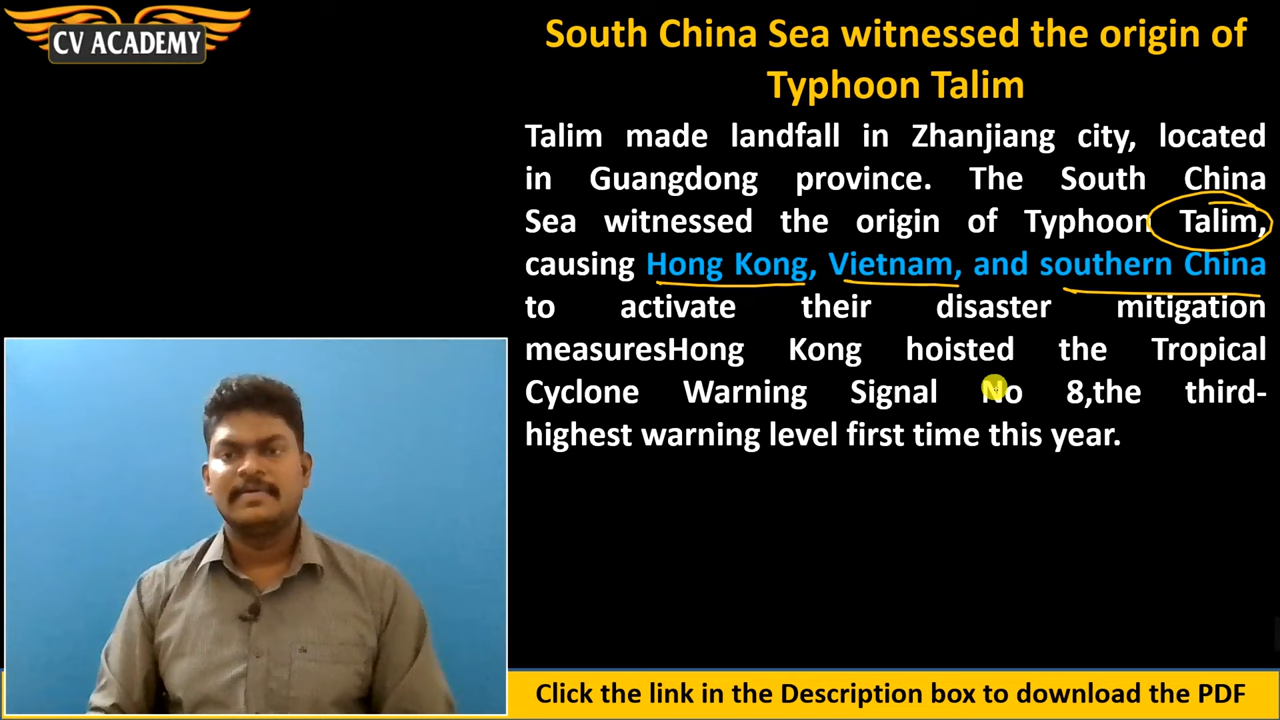 CV ACADEMY
South China Sea witnessed the origin of
Typhoon Talim
Talim made landfall in Zhanjiang city, located
in Guangdong province. The South China
Sea witnessed the origin of Typhoon Talim,
causing Hong Kong, Vietnam, and southern China
to activate their disaster mitigation
measuresHong Kong hoisted the Tropical
Cyclone Warning Signal No 8,the third-
highest warning level first time this year.
Click the link in the Description box to download the PDF